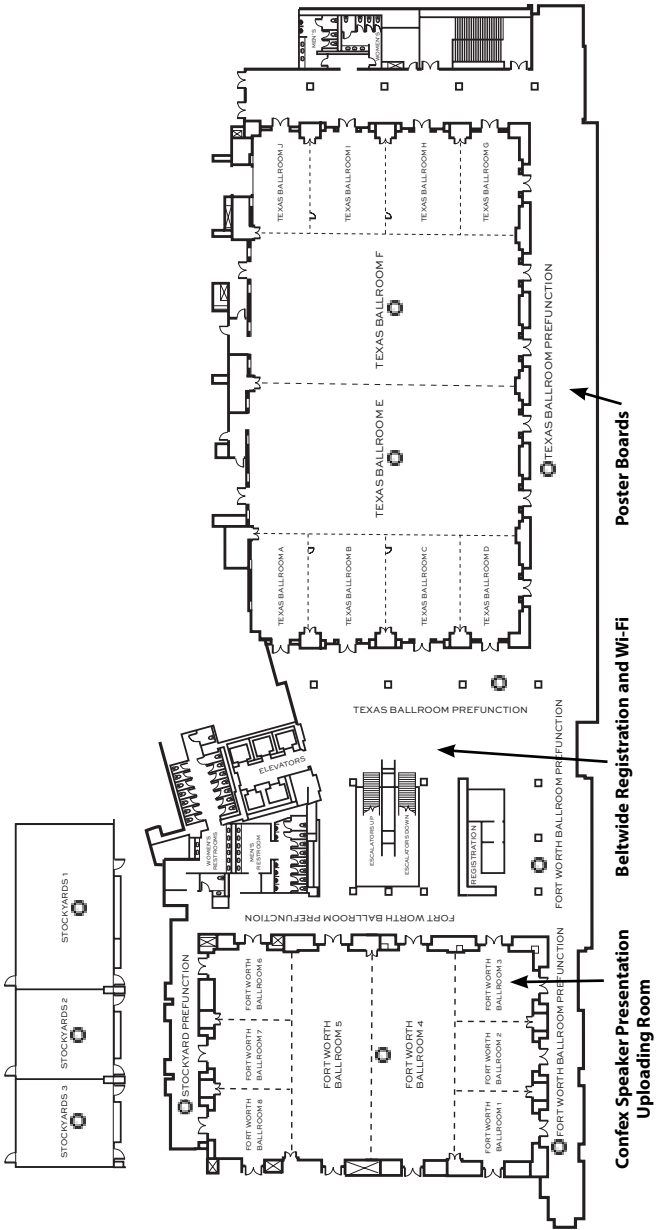 MEN'S
WOMEN'S
TEXAS BALLROOM J
TEXAS BALLROOM I
TEXAS BALLROOM H
TEXAS BALLROOM G
TEXAS BALLROOM F
TEXAS BALLROOM E
TEXAS BALLROOM PREFUNCTION
TEXAS BALLROOM A
TEXAS BALLROOM B
TEXAS BALLROOM C
TEXAS BALLROOM D
Poster Boards
TEXAS BALLROOM PREFUNCTION
ELEVATORS
WOMEN'S
RESTROOMS
MEN'S
RESTROOM
ESCALATORS UP
ESCALATORS DOWN
REGISTRATION
FORT WORTH BALLROOM PREFUNCTION
Beltwide Registration and Wi-Fi
FORT WORTH BALLROOM PREFUNCTION
STOCKYARDS 1
STOCKYARDS 2
STOCKYARDS 3
STOCKYARD PREFUNCTION
FORT WORTH
BALLROOM 6
FORT WORTH
BALLROOM 7
FORT WORTH
BALLROOM 8
FORT WORTH
BALLROOM 5
FORT WORTH
BALLROOM 4
FORT WORTH
BALLROOM 3
FORT WORTH
BALLROOM 2
FORT WORTH
BALLROOM 1
FORT WORTH BALLROOM PREFUNCTION
Confex Speaker Presentation
Uploading Room